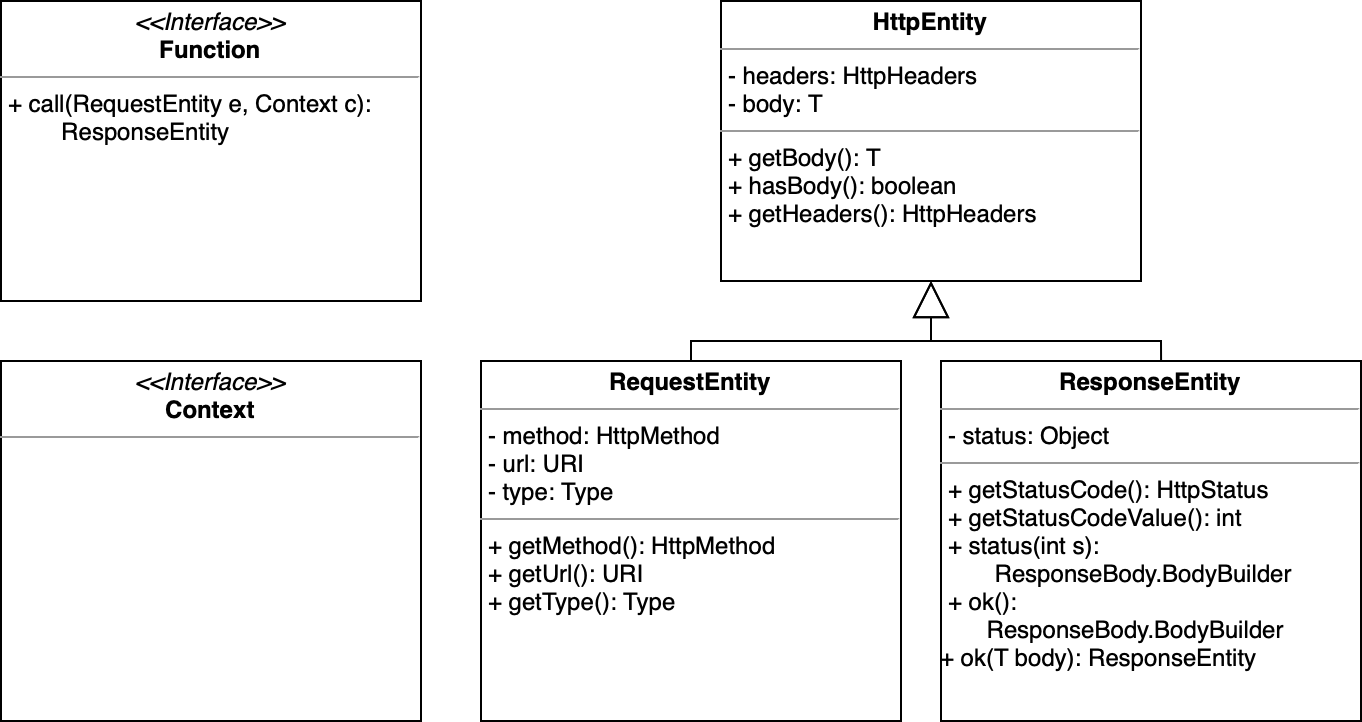 <<Interface>>
Function
+ call(RequestEntity e, Context c):
ResponseEntity
HttpEntity
- headers: HttpHeaders
- body: T
+ getBody(): T
+ hasBody(): boolean
+ getHeaders(): HttpHeaders
<<Interface>>
Context
RequestEntity
- method: HttpMethod
- url: URI
- type: Type
+ getMethod(): HttpMethod
+ getUrl(): URI
+ getType(): Type
ResponseEntity
- status: Object
+ getStatusCode(): HttpStatus
+ getStatusCodeValue(): int
+ status(int s):
ResponseBody.BodyBuilder
+ ok():
ResponseBody.BodyBuilder
+ ok(T body): ResponseEntity